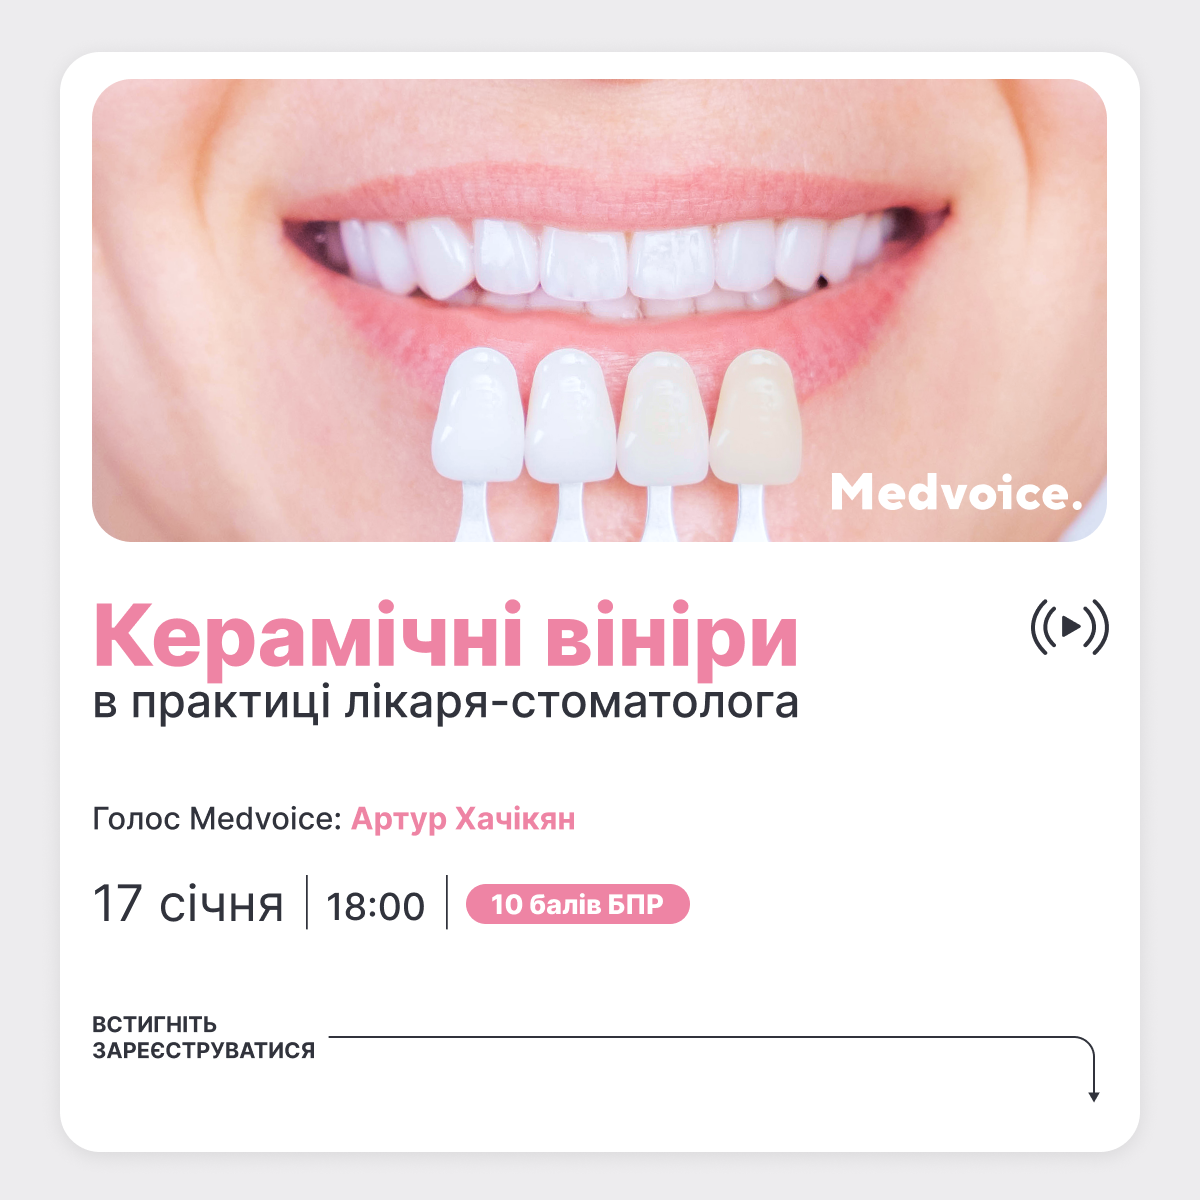 Medvoice.
Керамічні вініри
в практиці лікаря-стоматолога
Голос Medvoice: Артур Хачікян
17 січня 18:00 10 балів БПР
ВСТИГНІТЬ
ЗАРЕЄСТРУВАТИСЯ